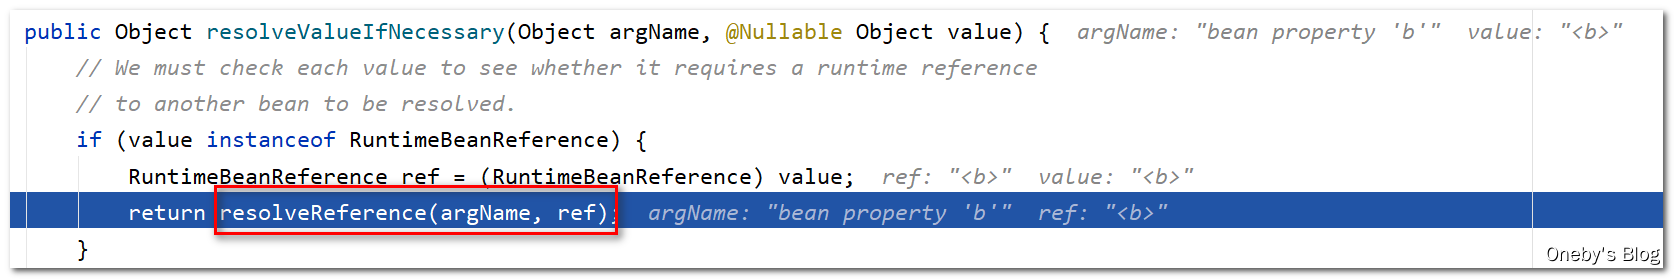 public Object resolveValueIfNecessary(Object argName, @Nullable Object value) {  argName: "bean property 'b'"  value: "<b>"
// We must check each value to see whether it requires a runtime reference
// to another bean to be resolved.
if (value instanceof RuntimeBeanReference) {
RuntimeBeanReference ref = (RuntimeBeanReference) value;  ref: "<b>"  value: "<b>"
return resolveReference(argName, ref);  argName: "bean property 'b'"  ref: "<b>"
}
Oneby's Blog